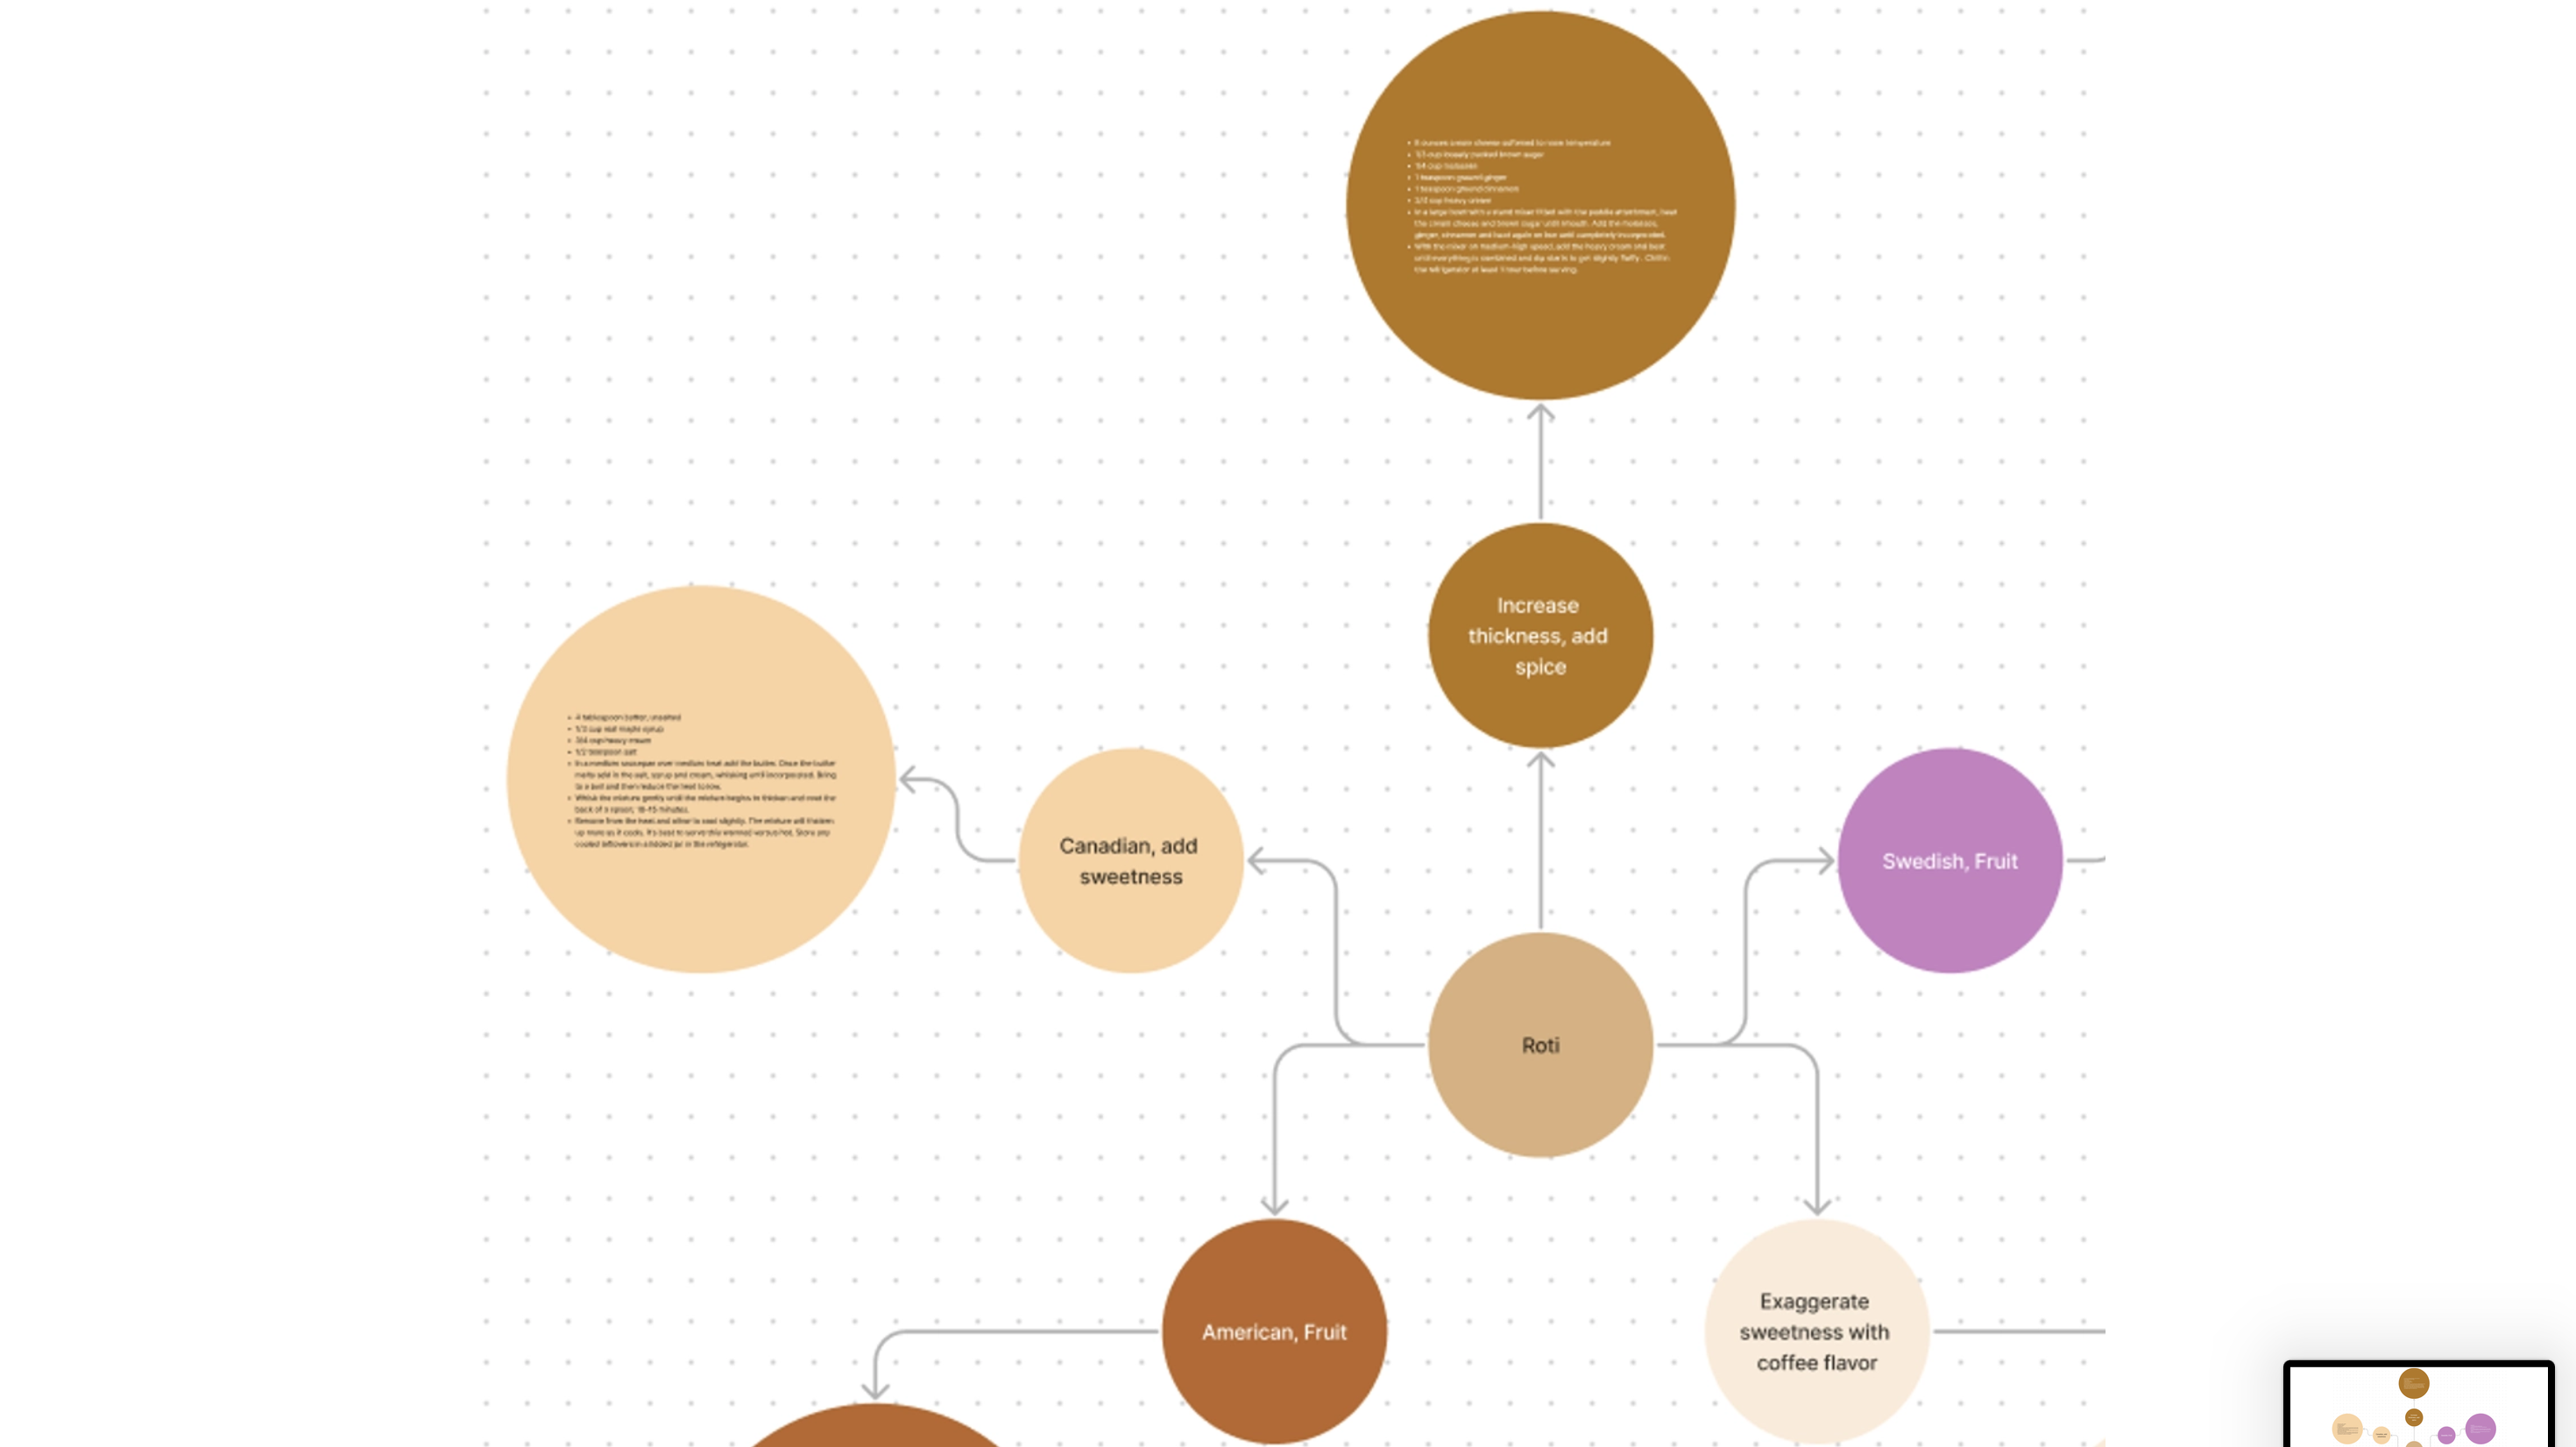 8 ounces cream cheese softened to room temperature
1/3 cup loosely packed brown sugar
1/4 cup molasses
1 teaspoon ground ginger
1 teaspoon ground cinnamon
2/3 cup heavy cream
In a large bowl with a stand mixer fitted with the paddle attachment, beat
the cream cheese and brown sugar until smooth. Add the molasses,
ginger, cinnamon and beat again on low until completely incorporated.
With the mixer on medium-high speed, add the heavy cream and beat
until everything is combined and dip starts to get slightly fluffy. Chill in
the refrigerator at least 1 hour before serving.
Increase
thickness, add
spice
4 tablespoon butter, unsalted
1/2 cup real maple syrup
3/4 cup heavy cream
1/2 teaspoon salt
In a medium saucepan over medium heat add the butter. Once the butter
melts add in the salt, syrup and cream, whisking until incorporated. Bring
to a boil and then reduce the heat to low.
Whisk the mixture gently until the mixture begins to thicken and coat the
back of a spoon, 10-15 minutes.
Remove from the heat and allow to cool slightly. The mixture will thicken
up more as it cools. It's best to serve this warmed versus hot. Store any
cooled leftovers in a lidded jar in the refrigerator.
Canadian, add
sweetness
Swedish, Fruit
Roti
American, Fruit
Exaggerate
sweetness with
coffee flavor